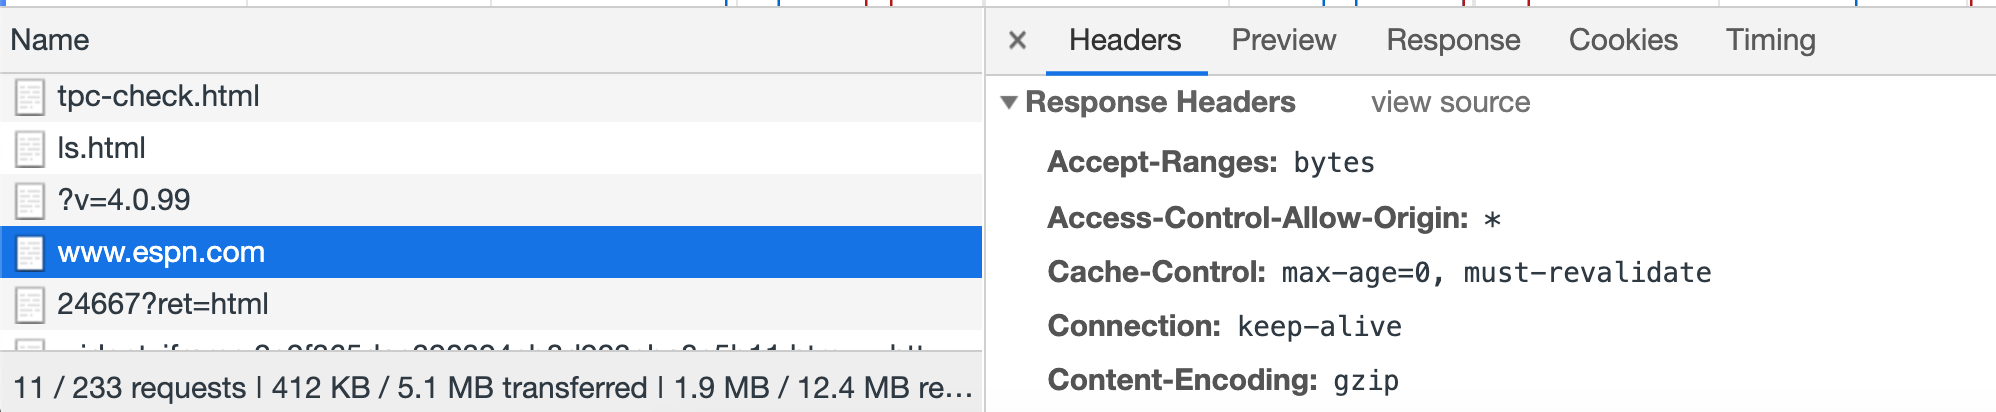 Name
tpc-check.html
ls.html
?v=4.0.99
www.espn.com
24667?ret=html
11 / 233 requests | 412 KB / 5.1 MB transferred | 1.9 MB / 12.4 MB re...
× Headers Preview Response Cookies Timing
▼ Response Headers view source
Accept-Ranges: bytes
Access-Control-Allow-Origin: *
Cache-Control: max-age=0, must-revalidate
Connection: keep-alive
Content-Encoding: gzip